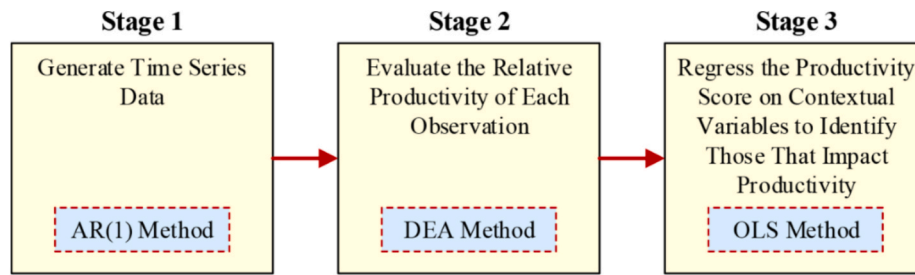 Stage 1
Generate Time Series
Data
AR(1) Method
Stage 2
Evaluate the Relative
Productivity of Each
Observation
DEA Method
Stage 3
Regress the Productivity
Score on Contextual
Variables to Identify
Those That Impact
Productivity
OLS Method